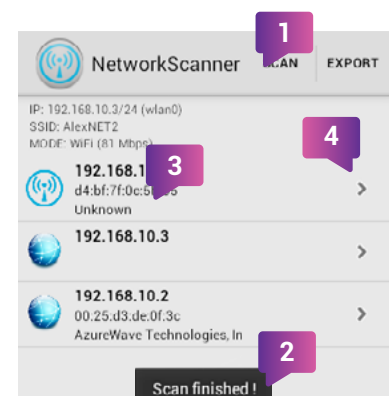 1
NetworkScanner
EXPORT
IP: 192.168.10.3/24 (wlan0)
SSID: AlexNET2
MODE: WiFi (81 Mbps)
4
3
Unknown
192.168.10.3
192.168.10.2
00:25:d3:de:0f:3c
AzureWave Technologies, In
2
Scan finished !